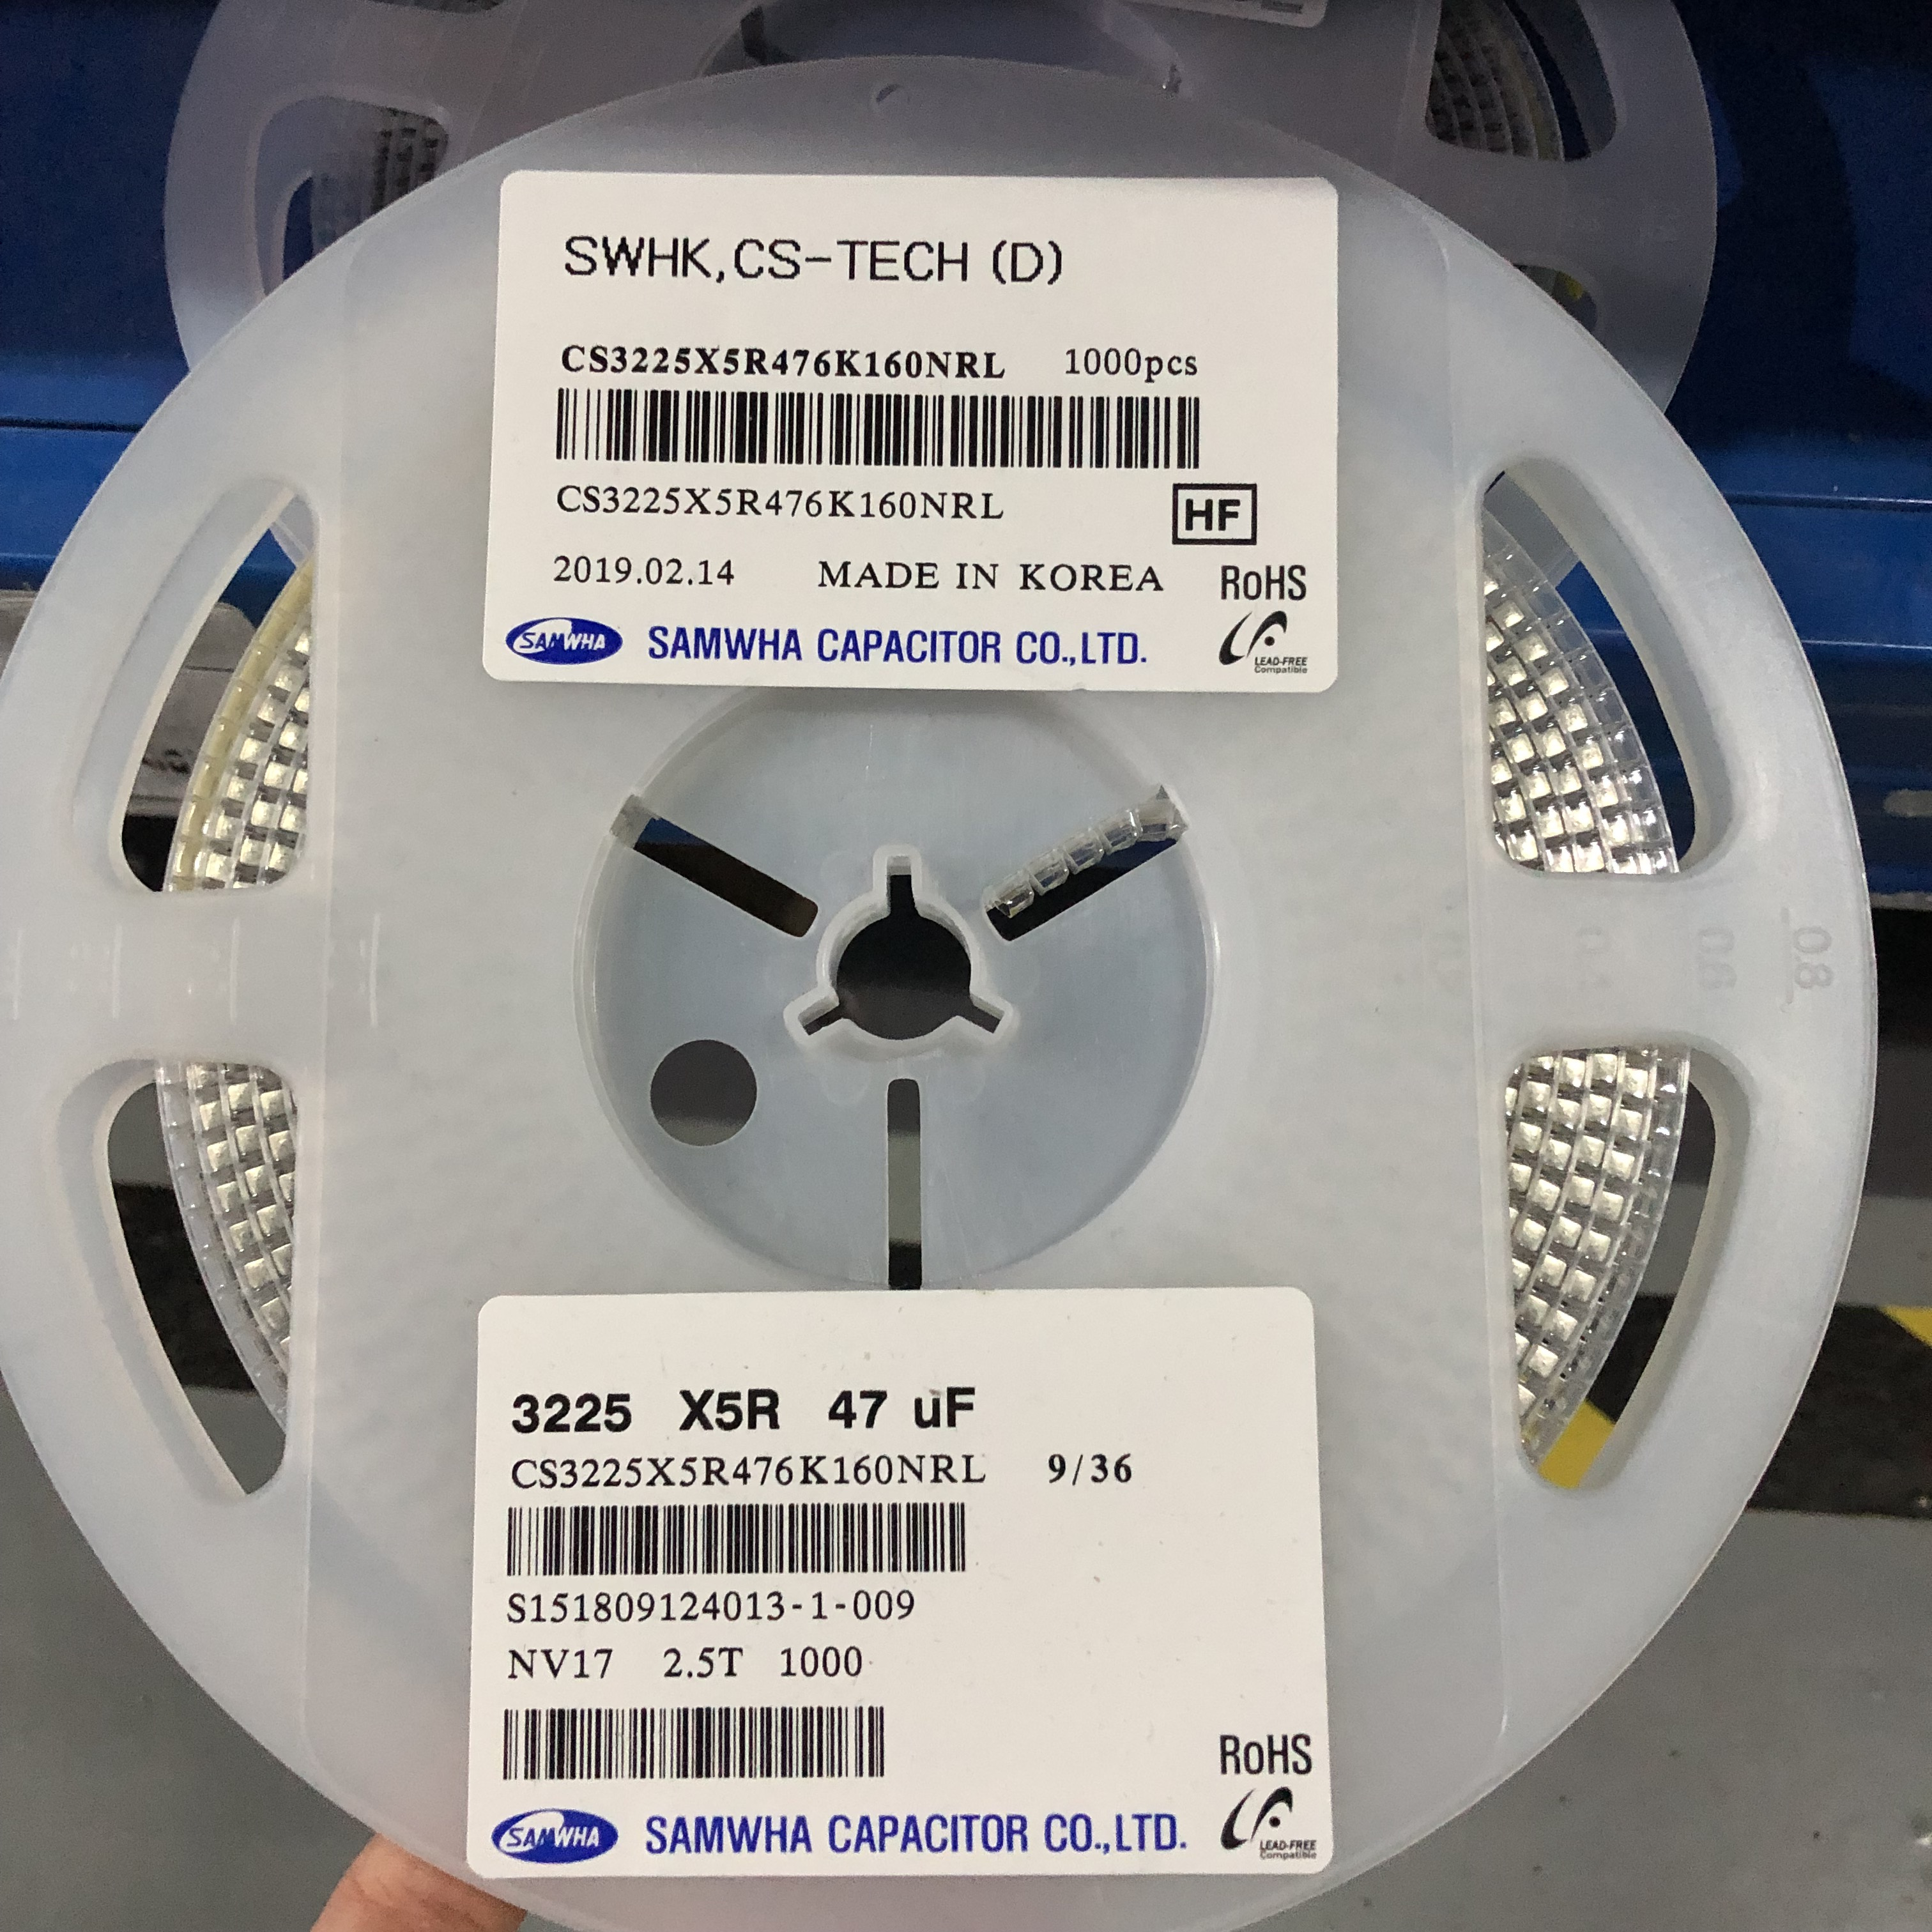 SWHK,CS-TECH (D)
CS3225X5R476K160NRL 1000pcs
CS3225X5R476K160NRL
HF
2019.02.14 MADE IN KOREA RoHS
SAMWHA SAMWHA CAPACITOR CO.,LTD.
LEAD-FREE
Compatible
0.8
3225 X5R 47 uF
CS3225X5R476K160NRL 9/36
S151809124013-1-009
NV17 2.5T 1000
RoHS
SAMWHA SAMWHA CAPACITOR CO.,LTD.
LEAD-FREE
Compatible